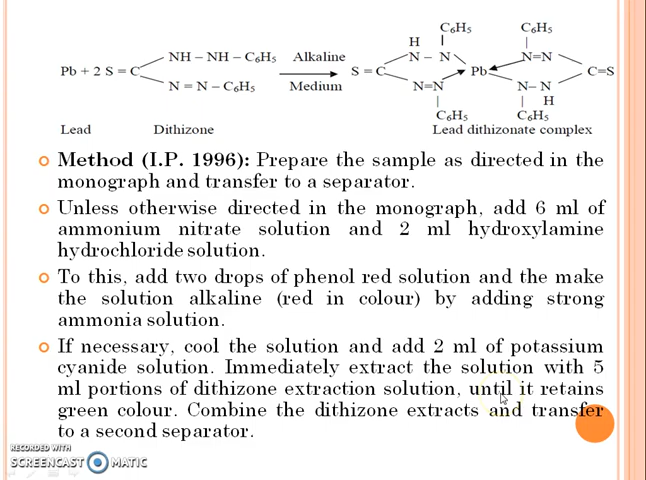 C₆H₅ C₆H₅
H
NH – NH – C₆H₅ Alkaline N – N N=N
Pb + 2 S = C S = C Pb C=S
N = N – C₆H₅ Medium N=N N– N
H
C₆H₅ C₆H₅
Lead Dithizone Lead dithizonate complex
Method (I.P. 1996): Prepare the sample as directed in the
monograph and transfer to a separator.
Unless otherwise directed in the monograph, add 6 ml of
ammonium nitrate solution and 2 ml hydroxylamine
hydrochloride solution.
To this, add two drops of phenol red solution and the make
the solution alkaline (red in colour) by adding strong
ammonia solution.
If necessary, cool the solution and add 2 ml of potassium
cyanide solution. Immediately extract the solution with 5
ml portions of dithizone extraction solution, until it retains
green colour. Combine the dithizone extracts and transfer
to a second separator.
RECORDED WITH
SCREENCAST MATIC